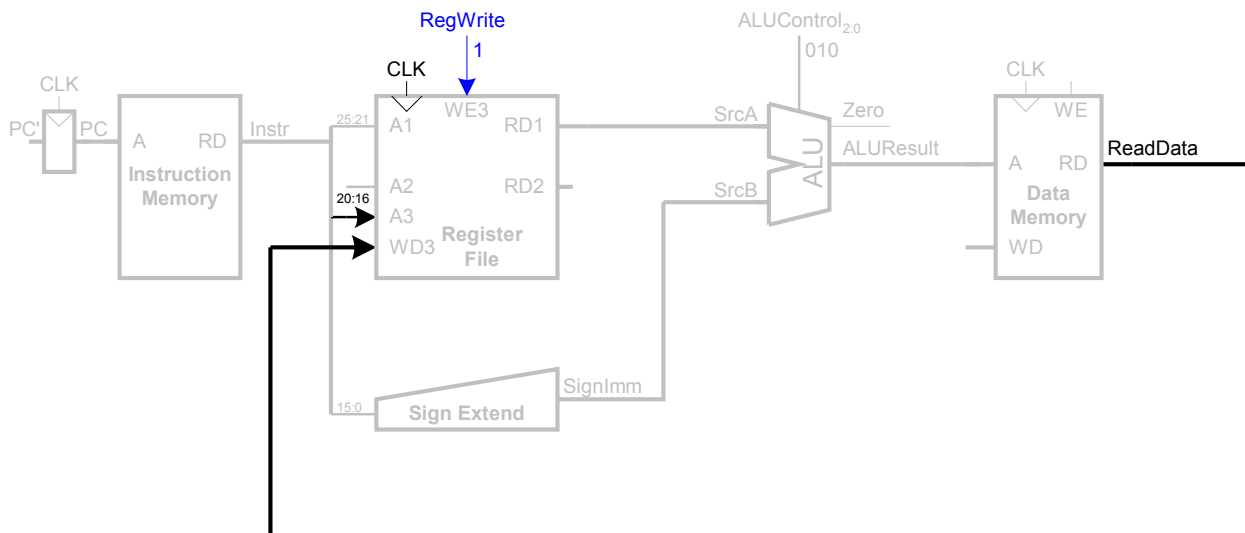 RegWrite
ALUControl2:0
1
010
CLK
CLK
CLK
PC'
PC
A
RD
Instr
Instruction
Memory
25:21
A1
WE3
RD1
A2
RD2
20:16
A3
WD3
Register
File
SrcA
SrcB
ALU
Zero
ALUResult
WE
A
RD
ReadData
Data
Memory
WD
15:0
Sign Extend
SignImm